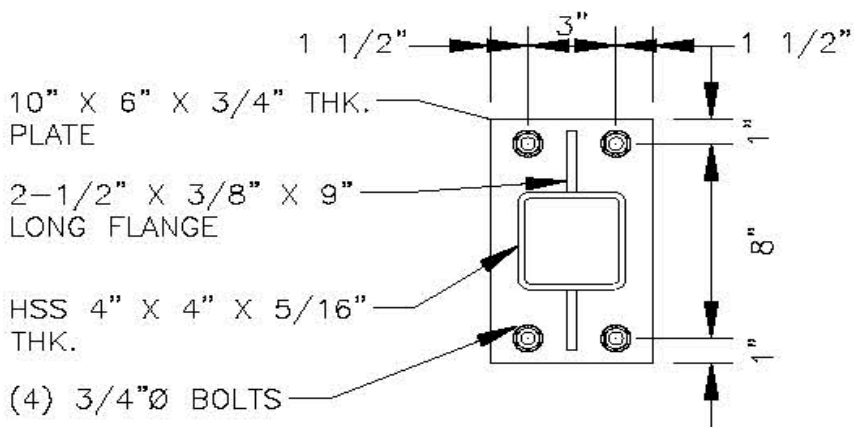 1 1/2" 3" 1 1/2"
10" X 6" X 3/4" THK.
PLATE
1"
2-1/2" X 3/8" X 9"
LONG FLANGE
8"
HSS 4" X 4" X 5/16"
THK.
1"
(4) 3/4"Ø BOLTS